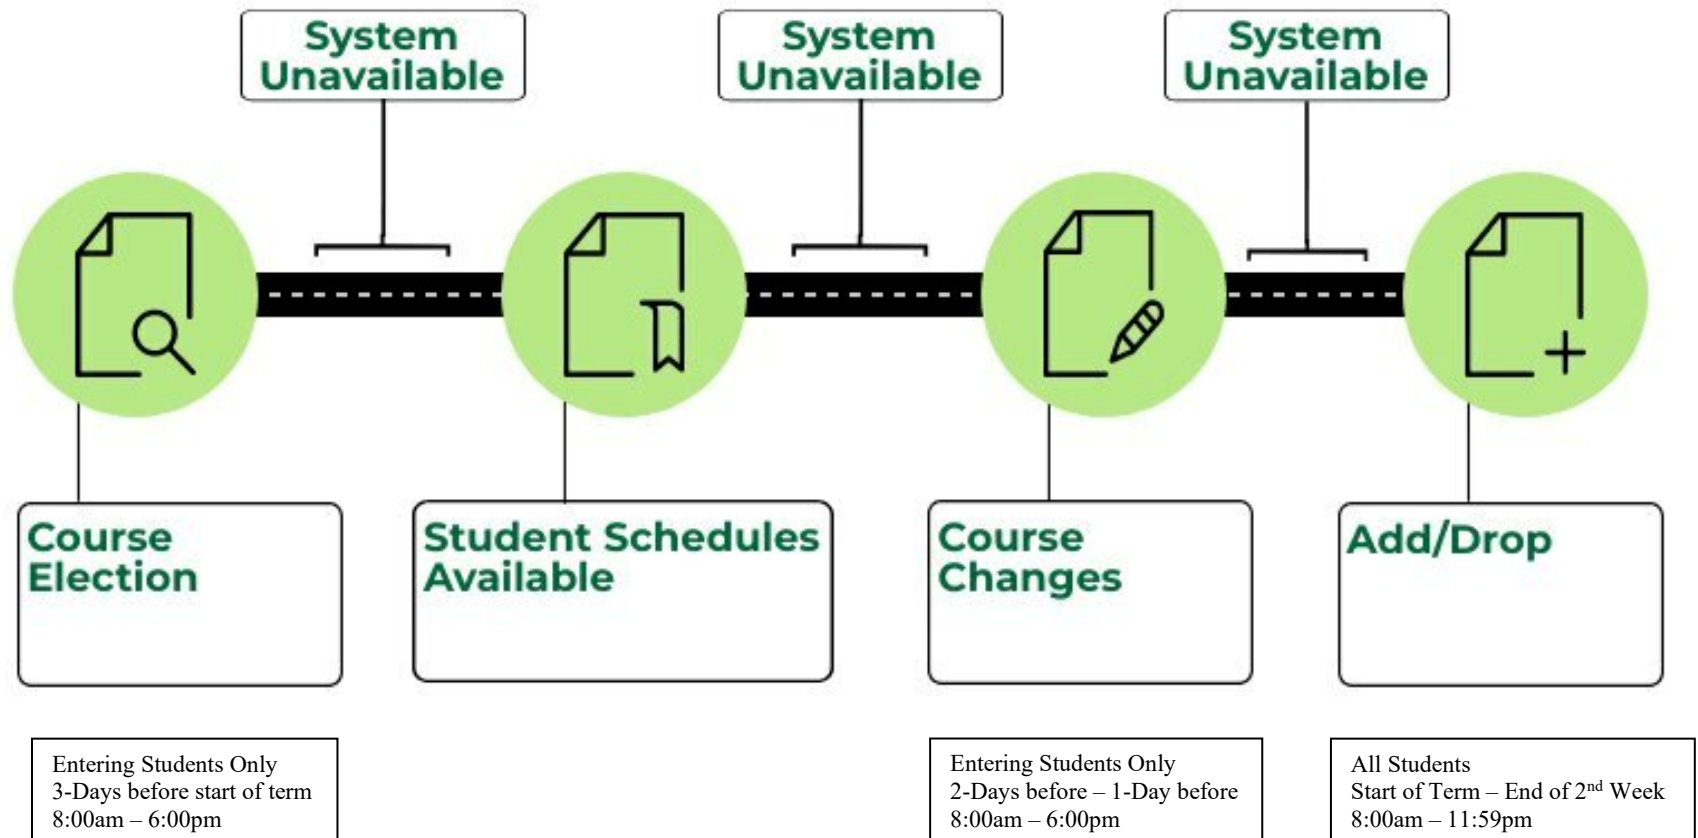 System
Unavailable
System
Unavailable
System
Unavailable
Course
Election
Student Schedules
Available
Course
Changes
Add/Drop
Entering Students Only
3-Days before start of term
8:00am – 6:00pm
Entering Students Only
2-Days before – 1-Day before
8:00am – 6:00pm
All Students
Start of Term – End of 2nd Week
8:00am – 11:59pm